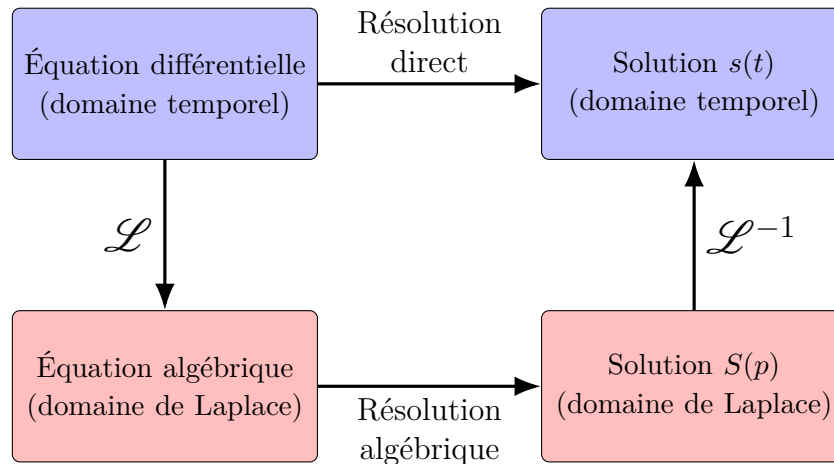 Équation différentielle
(domaine temporel)
Résolution
direct
Solution s(t)
(domaine temporel)
ℒ
ℒ⁻¹
Équation algébrique
(domaine de Laplace)
Résolution
algébrique
Solution S(p)
(domaine de Laplace)